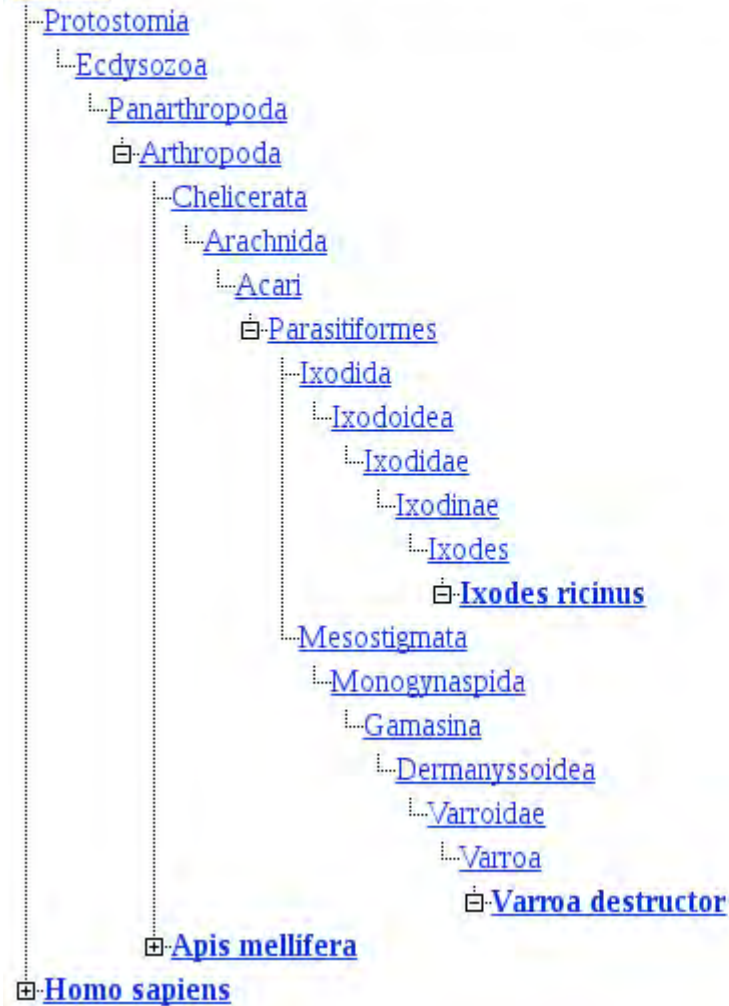 Protostomia
Ecdysozoa
Panarthropoda
Arthropoda
Chelicerata
Arachnida
Acari
Parasitiformes
Ixodida
Ixodoidea
Ixodidae
Ixodinae
Ixodes
Ixodes ricinus
Mesostigmata
Monogynaspida
Gamasina
Dermanyssoidea
Varroidae
Varroa
Varroa destructor
Apis mellifera
Homo sapiens